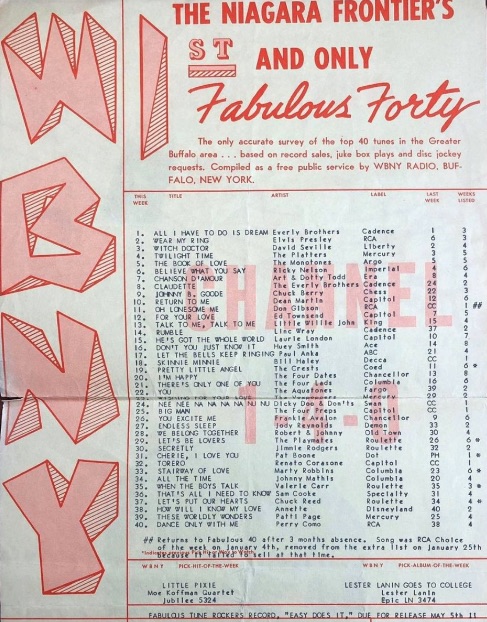 WBNY
THE NIAGARA FRONTIER'S
1ST AND ONLY
Fabulous Forty
The only accurate survey of the top 40 tunes in the Greater
Buffalo area . . . based on record sales, juke box plays and disc jockey
requests. Compiled as a free public service by WBNY RADIO, BUF-
FALO, NEW YORK.
THIS WEEK TITLE ARTIST LABEL LAST WEEK WEEKS LISTED
1. ALL I HAVE TO DO IS DREAM Everly Brothers Cadence 1 3
2. WEAR MY RING Elvis Presley RCA 6 3
3. WITCH DOCTOR David Seville Liberty 2 4
4. TWILIGHT TIME The Platters Mercury 3 5
5. THE BOOK OF LOVE The Monotones Argo 5 5
6. BELIEVE WHAT YOU SAY Ricky Nelson Imperial 4 6
7. CHANSON D'AMOUR Art & Dotty Todd Era 8 4
8. CLAUDETTE The Everly Brothers Cadence 24 2
9. JOHNNY B. GOODE Chuck Berry Chess 22 3
10. RETURN TO ME Dean Martin Capitol 12 6
11. OH LONESOME ME Don Gibson RCA CC 1 ##
12. FOR YOUR LOVE Ed Townsend Capitol 7 5
13. TALK TO ME, TALK TO ME Little Willie John King 15 4
14. RUMBLE Linc Wray Cadence 37 2
15. HE'S GOT THE WHOLE WORLD Laurie London Capitol 10 7
16. DON'T YOU JUST KNOW IT Huey Smith Ace 14 8
17. LET THE BELLS KEEP RINGING Paul Anka ABC 21 4
18. SKINNIE MINNIE Bill Haley Decca CC
19. PRETTY LITTLE ANGEL The Crests Coed 11 6 *
20. I'M HAPPY The Four Dates Chancellor 13 8
21. THERE'S ONLY ONE OF YOU The Four Lads Columbia 16 6
22. YOU The Aquatones Fargo 39 2
Mercury 29 2
24. NEE NEE NA NA NA NA NU NU Dicky Doo & Don'ts Swan CC
25. BIG MAN The Four Preps Capitol CC 1
26. YOU EXCITE ME Frankie Avalon Chancellor 9 6
27. ENDLESS SLEEP Jody Reynolds Demon 33 2
28. WE BELONG TOGETHER Robert & Johnny Old Town 30 4
29. LET'S BE LOVERS The Playmates Roulette 26 6 *
30. SECRETLY Jimmie Rodgers Roulette 32 2
31. CHERIE, I LOVE YOU Pat Boone Dot PH 1 *
32. TORERO Renato Carosone Capitol CC 1
33. STAIRWAY OF LOVE Marty Robbins Columbia 23 6 *
34. ALL THE TIME Johnny Mathis Columbia 20 4
35. WHEN THE BOYS TALK Valerie Carr Roulette 35 3 *
36. THAT'S ALL I NEED TO KNOW Sam Cooke Specialty 31 4
37. LET'S PUT OUR HEARTS Chuck Reed Roulette 34 4 *
38. HOW WILL I KNOW MY LOVE Annette Disneyland 40 2
39. THESE WORLDLY WONDERS Patti Page Mercury 25 4
40. DANCE ONLY WITH ME Perry Como RCA 38 4
## Returns to Fabulous 40 after 3 months absence. Song was RCA Choice
of the week on January 4th, removed from the extra list on January 25th
because it failed to sell at that time.
WBNY PICK-HIT-OF-THE-WEEK WBNY PICK-ALBUM-OF-THE-WEEK
LITTLE PIXIE LESTER LANIN GOES TO COLLEGE
Moe Koffman Quartet Lester Lanin
Jubilee 5324 Epic LN 3474
FABULOUS TUNE ROCKERS RECORD, "EASY DOES IT," DUE FOR RELEASE MAY 5th !!